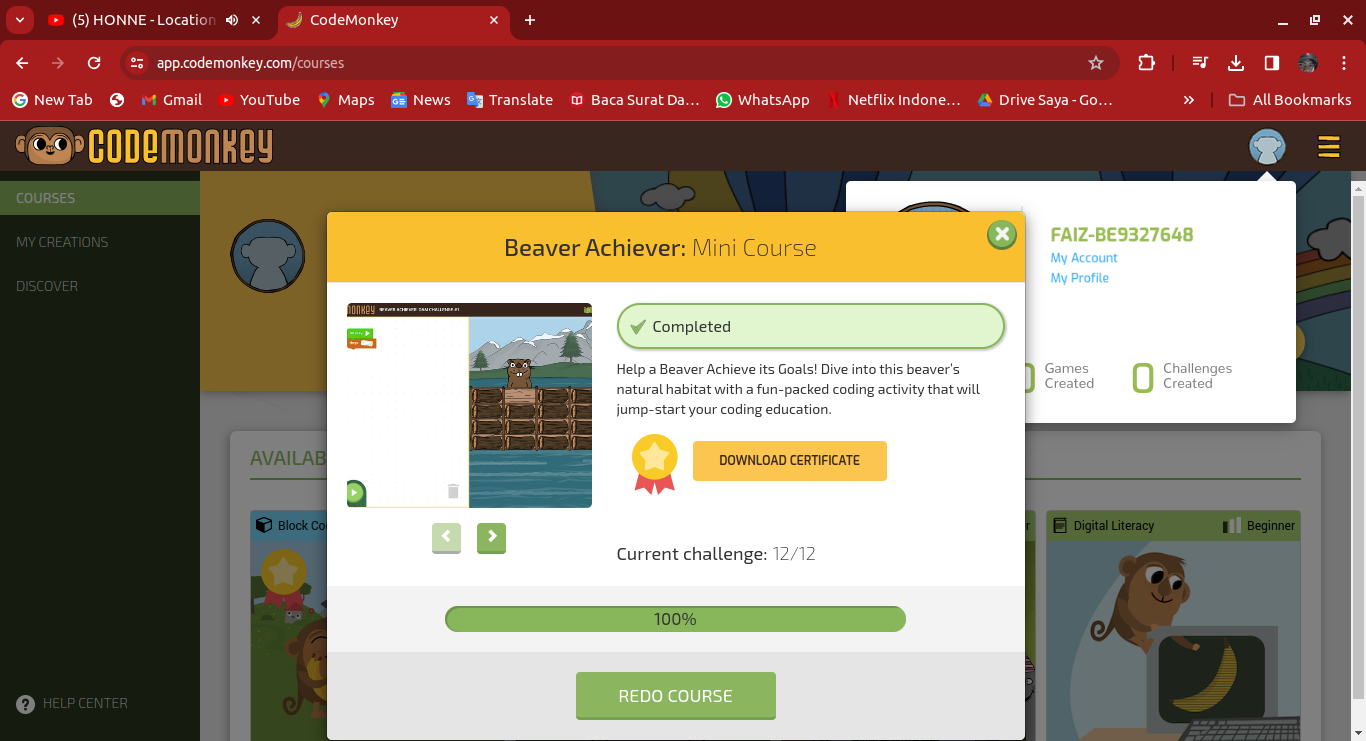 (5) HONNE - Location
CodeMonkey
app.codemonkey.com/courses
New Tab
Gmail
YouTube
Maps
News
Translate
Baca Surat Da...
WhatsApp
Netflix Indone...
Drive Saya - Go...
All Bookmarks
CODEMONKEY
COURSES
MY CREATIONS
DISCOVER
HELP CENTER
FAIZ-BE9327648
My Account
My Profile
0 Games
Created
0 Challenges
Created
Beaver Achiever: Mini Course
Completed
Help a Beaver Achieve its Goals! Dive into this beaver's
natural habitat with a fun-packed coding activity that will
jump-start your coding education.
DOWNLOAD CERTIFICATE
Current challenge: 12/12
100%
REDO COURSE
AVAILAB
Block Co
Digital Literacy
Beginner